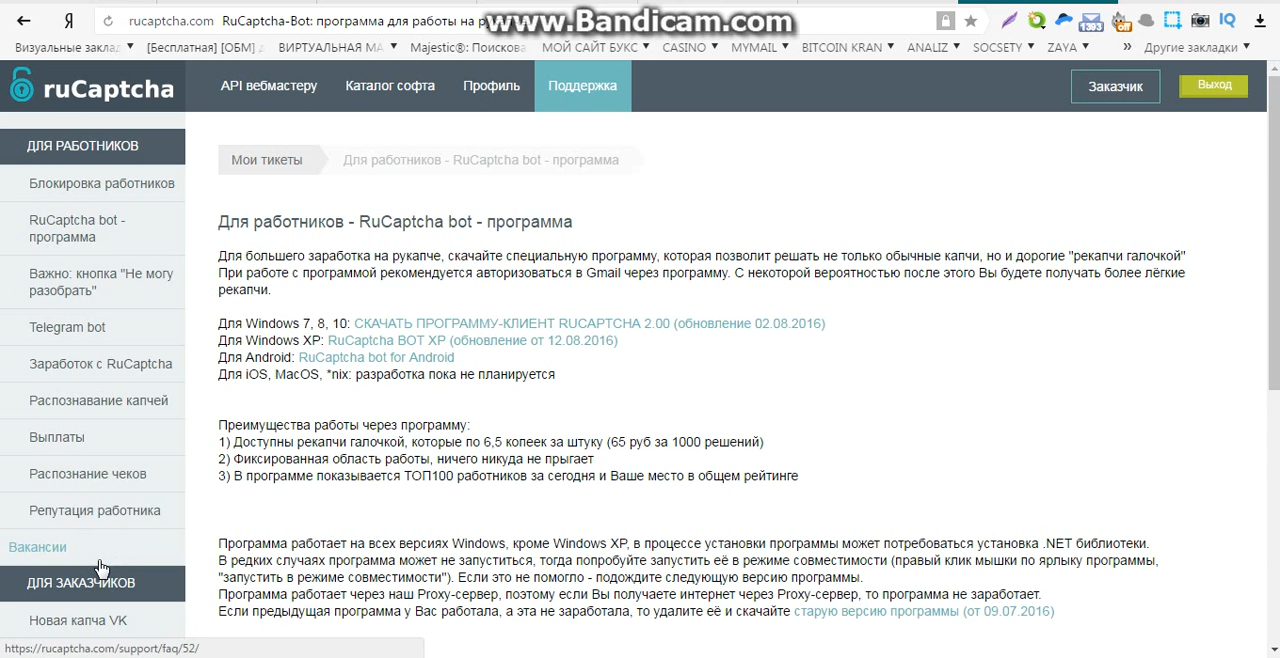 Я rucaptcha.com RuCaptcha-Bot: программа для работы на
www.Bandicam.com
1393
Off
IQ
Визуальные заклад [Бесплатная] [ОБМ] ВИРТУАЛЬНАЯ МА Majestic®: Поискова МОЙ САЙТ БУКС CASINO MYMAIL BITCOIN KRAN ANALIZ SOCSETY ZAYA » Другие закладки
ruCaptcha
API вебмастеру
Каталог софта
Профиль
Поддержка
Заказчик
Выход
ДЛЯ РАБОТНИКОВ
Блокировка работников
RuCaptcha bot -
программа
Важно: кнопка "Не могу
разобрать"
Telegram bot
Заработок с RuCaptcha
Распознавание капчей
Выплаты
Распознание чеков
Репутация работника
Вакансии
ДЛЯ ЗАКАЗЧИКОВ
Новая капча VK
Мои тикеты
Для работников - RuCaptcha bot - программа
Для работников - RuCaptcha bot - программа
Для большего заработка на рукапче, скачайте специальную программу, которая позволит решать не только обычные капчи, но и дорогие "рекапчи галочкой"
При работе с программой рекомендуется авторизоваться в Gmail через программу. С некоторой вероятностью после этого Вы будете получать более лёгкие
рекапчи.
Для Windows 7, 8, 10: СКАЧАТЬ ПРОГРАММУ-КЛИЕНТ RUCAPTCHA 2.00 (обновление 02.08.2016)
Для Windows XP: RuCaptcha BOT XP (обновление от 12.08.2016)
Для Android: RuCaptcha bot for Android
Для iOS, MacOS, *nix: разработка пока не планируется
Преимущества работы через программу:
1) Доступны рекапчи галочкой, которые по 6,5 копеек за штуку (65 руб за 1000 решений)
2) Фиксированная область работы, ничего никуда не прыгает
3) В программе показывается ТОП100 работников за сегодня и Ваше место в общем рейтинге
Программа работает на всех версиях Windows, кроме Windows XP, в процессе установки программы может потребоваться установка .NET библиотеки.
В редких случаях программа может не запуститься, тогда попробуйте запустить её в режиме совместимости (правый клик мышки по ярлыку программы,
"запустить в режиме совместимости"). Если это не помогло - подождите следующую версию программы.
Программа работает через наш Proxy-сервер, поэтому если Вы получаете интернет через Proxy-сервер, то программа не заработает.
Если предыдущая программа у Вас работала, а эта не заработала, то удалите её и скачайте старую версию программы (от 09.07.2016)
https://rucaptcha.com/support/faq/52/